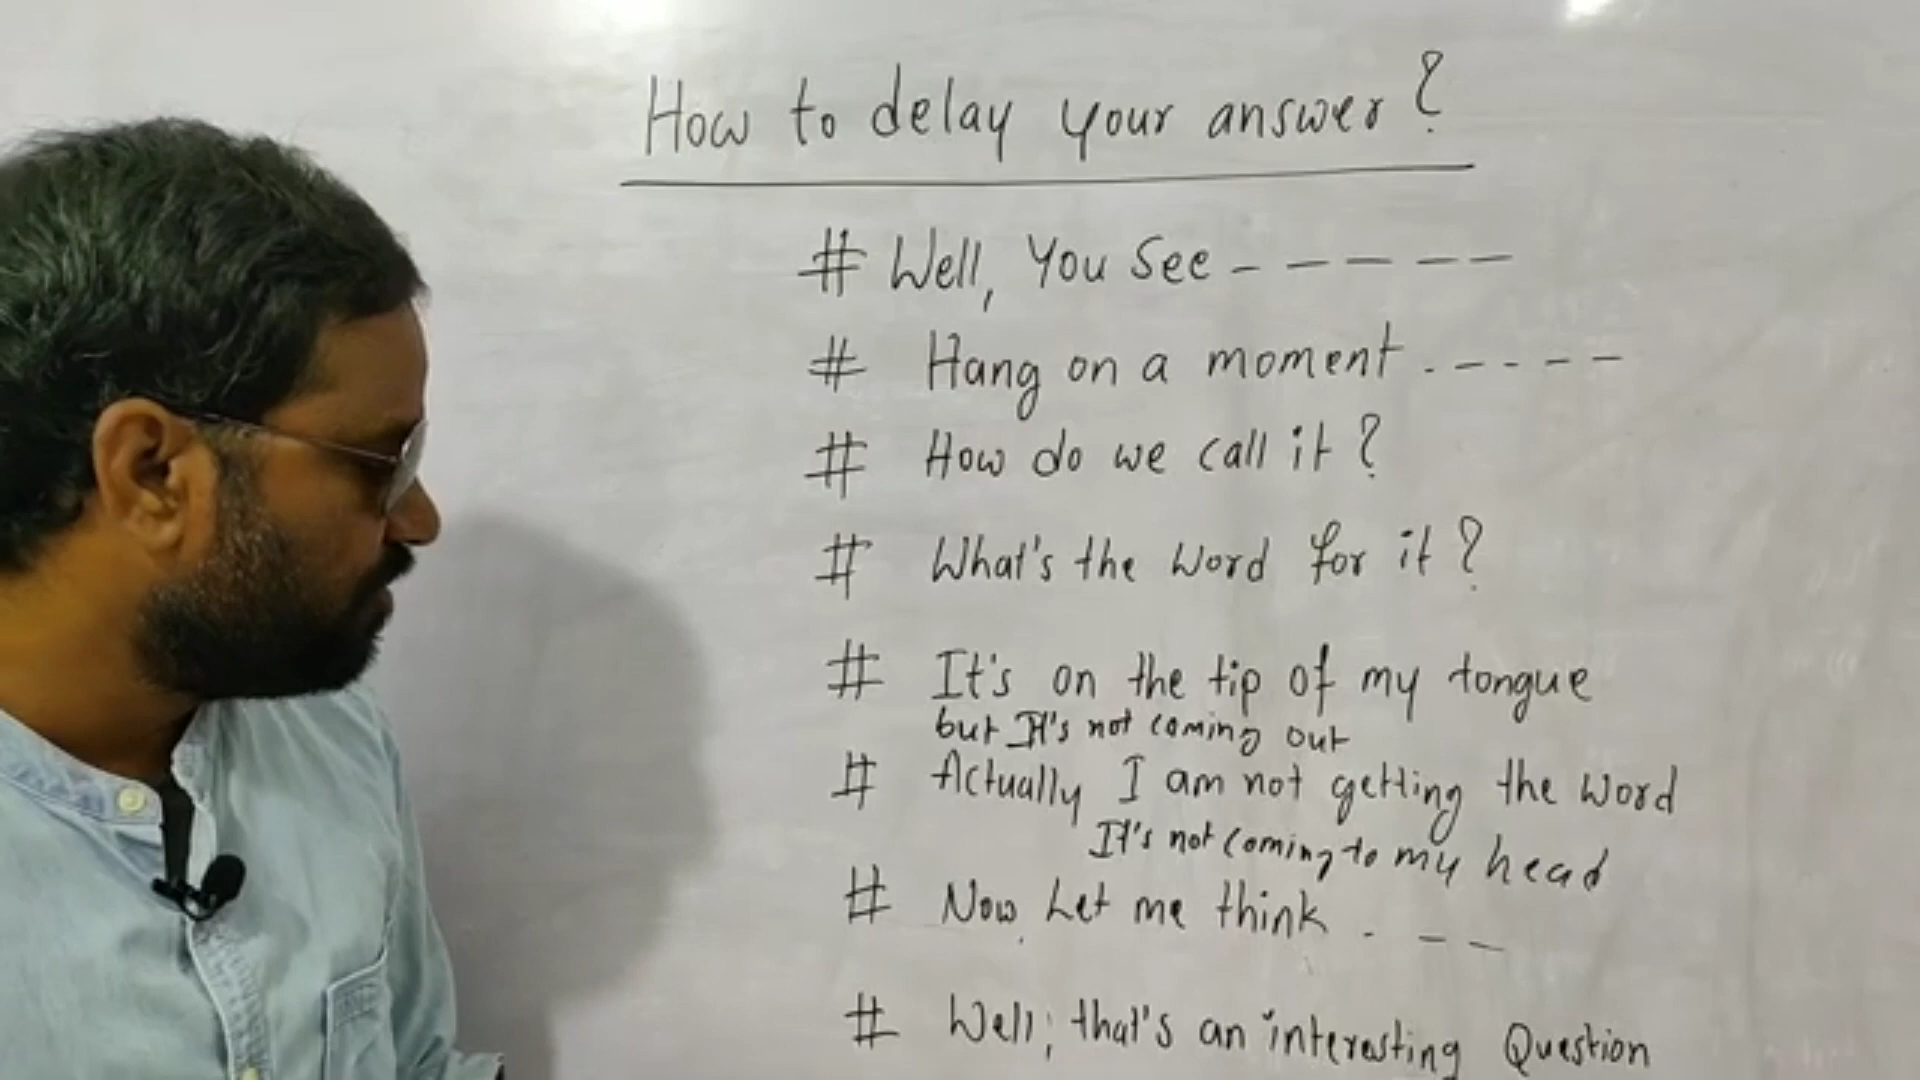 How to delay your answer?
# Well, You See - - - - - -
# Hang on a moment . - - - -
# How do we call it?
# What's the Word for it?
# It's on the tip of my tongue
but It's not coming out
# Actually I am not getting the Word
It's not coming to my head
# Now, Let me think . - -
# Well; that's an interesting Question